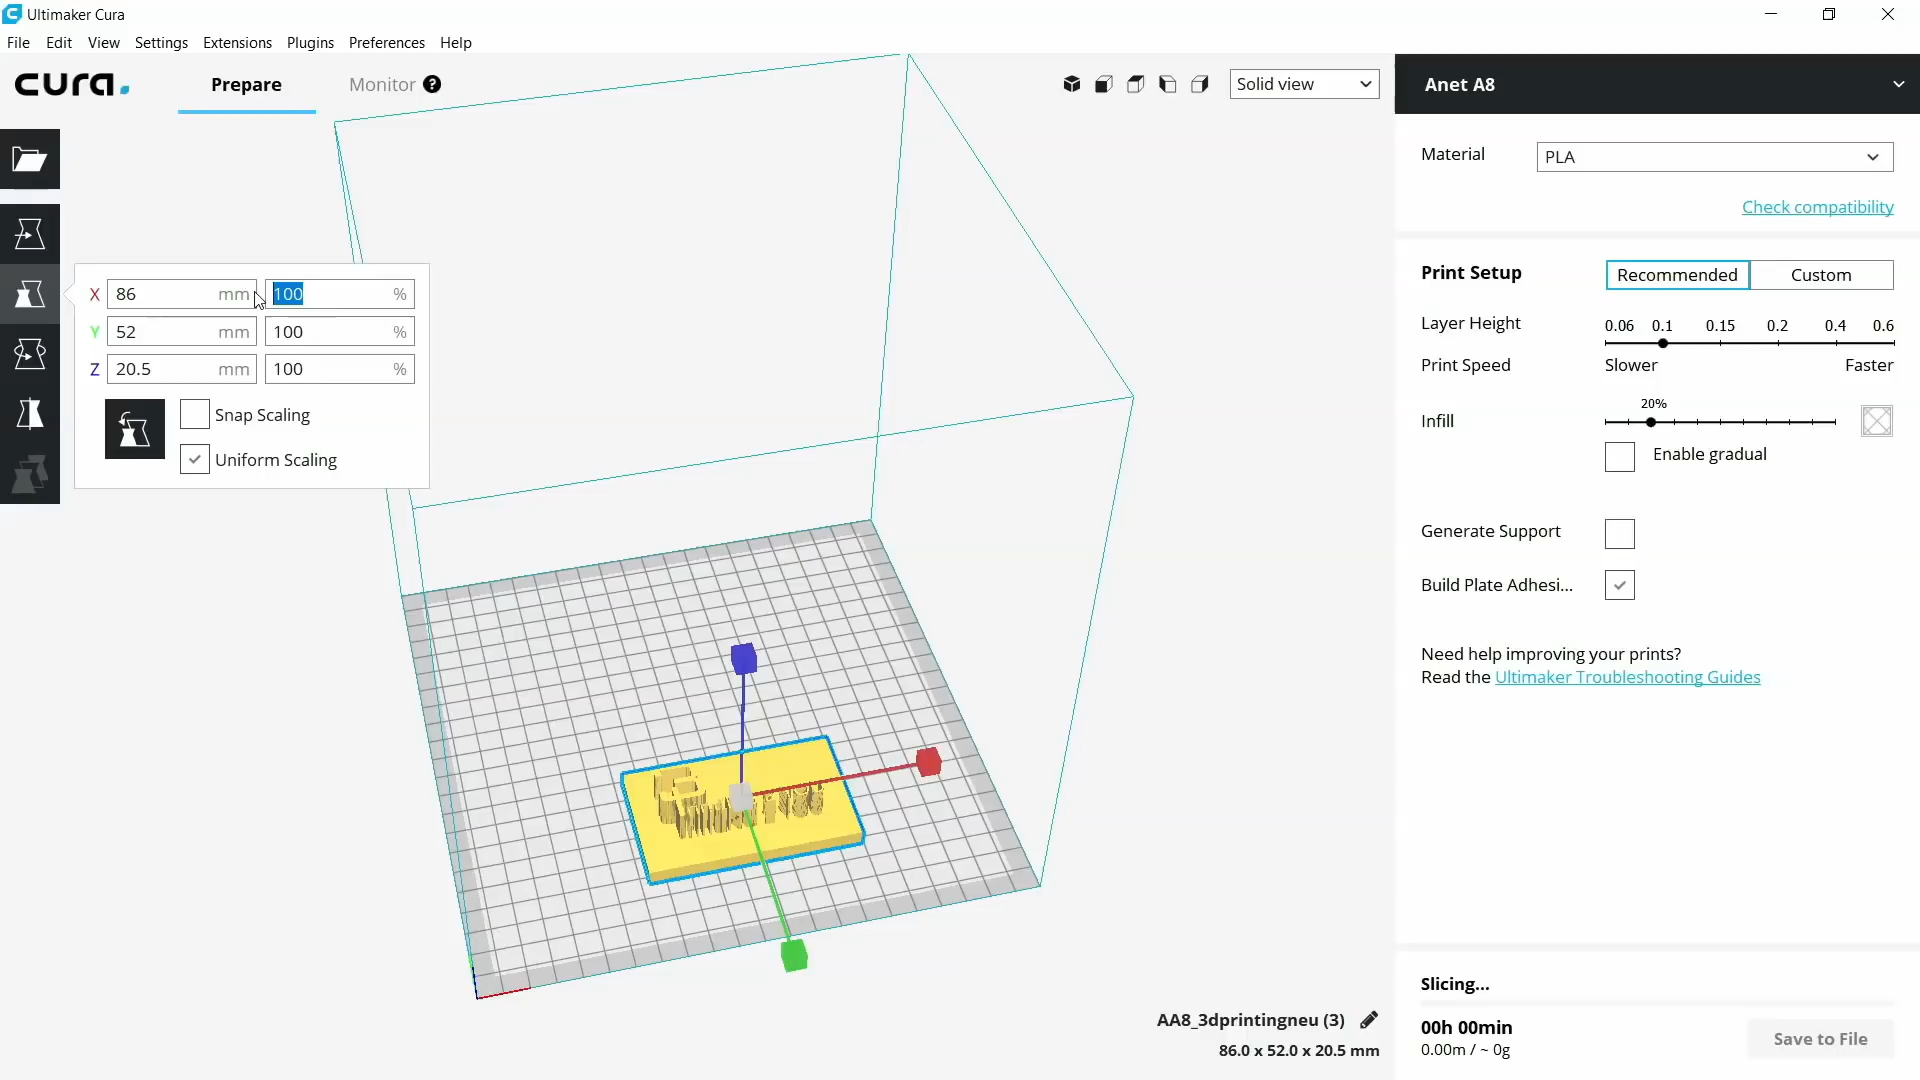 Ultimaker Cura
File Edit View Settings Extensions Plugins Preferences Help
cura. Prepare Monitor ?
Solid view
Anet A8
Material PLA
Check compatibility
X 86 mm 100 %
Y 52 mm 100 %
Z 20.5 mm 100 %
Snap Scaling
Uniform Scaling
Print Setup Recommended Custom
Layer Height 0.06 0.1 0.15 0.2 0.4 0.6
Print Speed Slower Faster
20%
Infill
Enable gradual
Generate Support
Build Plate Adhesi...
Need help improving your prints?
Read the Ultimaker Troubleshooting Guides
AA8_3dprintingneu (3)
86.0 x 52.0 x 20.5 mm
Slicing...
00h 00min
0.00m / ~ 0g
Save to File